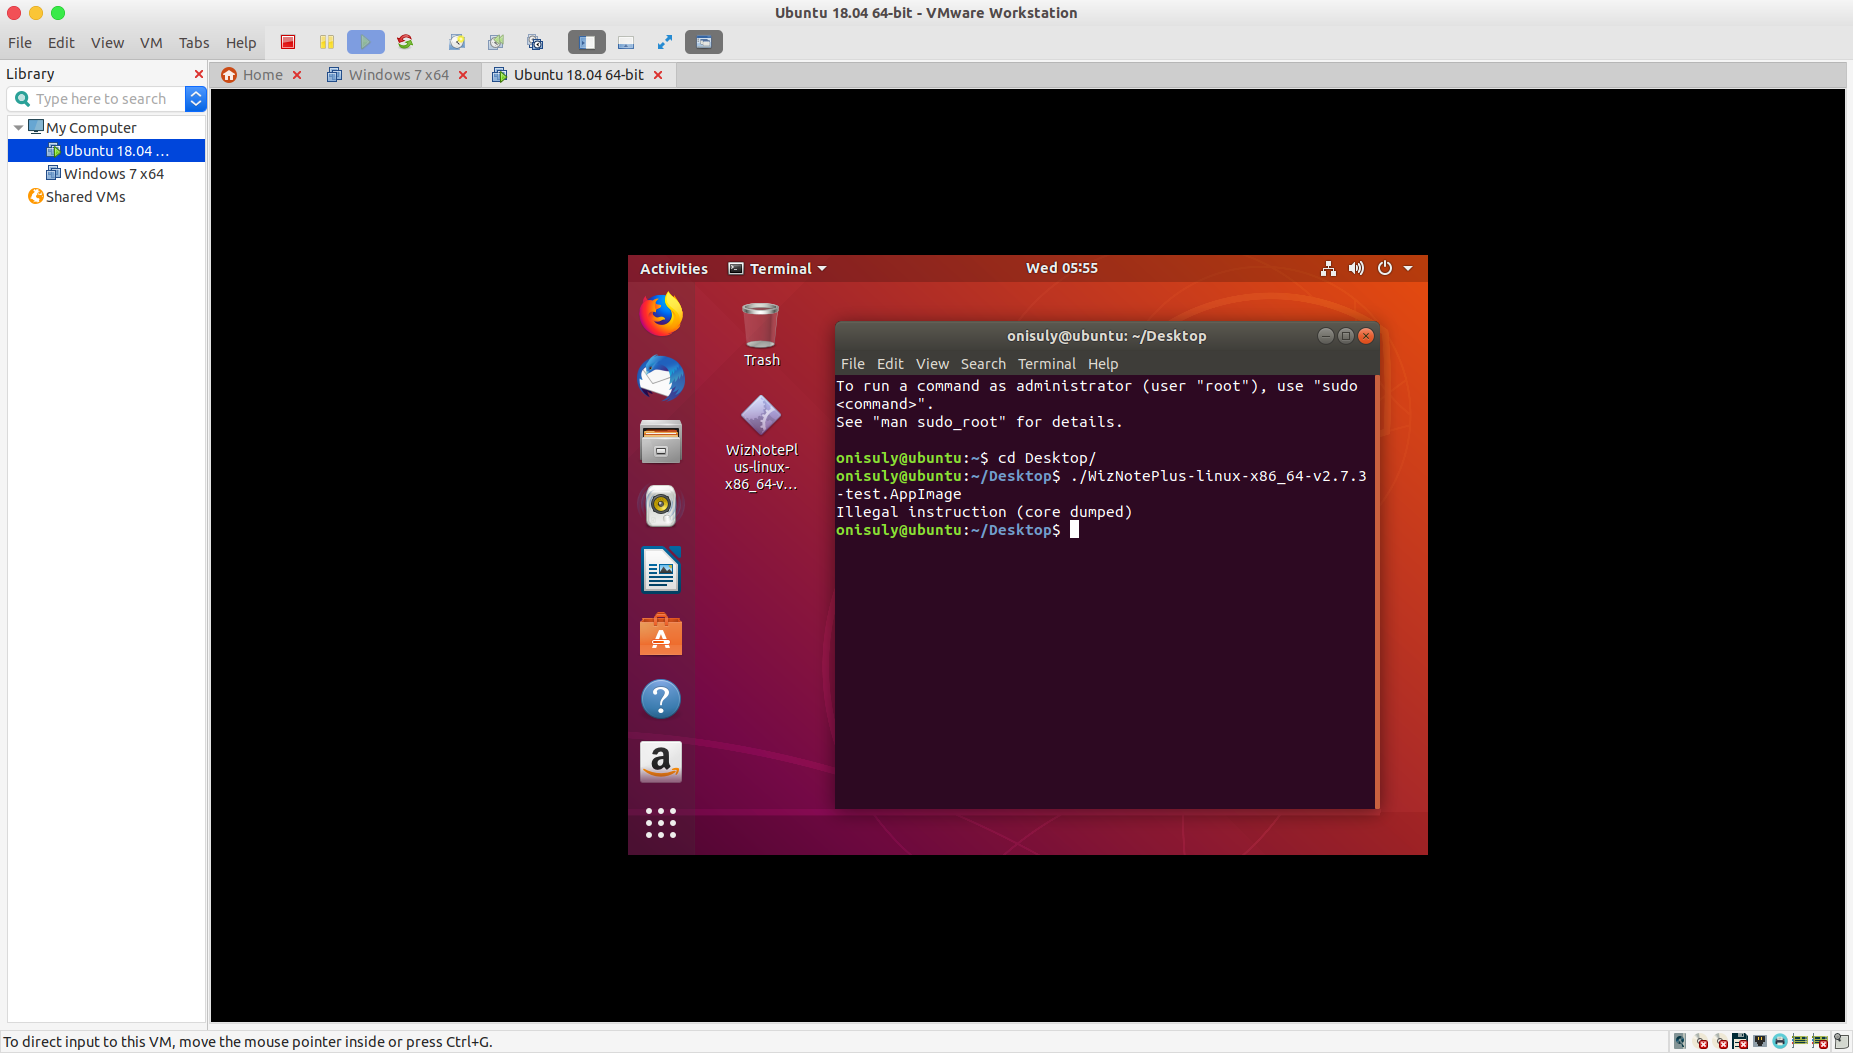 Ubuntu 18.04 64-bit - VMware Workstation
File Edit View VM Tabs Help
Library
Home
Windows 7 x64
Ubuntu 18.04 64-bit
Type here to search
My Computer
Ubuntu 18.04 ...
Windows 7 x64
Shared VMs
Activities
Terminal
Wed 05:55
Trash
WizNotePl
us-linux-
x86_64-v...
onisuly@ubuntu: ~/Desktop
File Edit View Search Terminal Help
To run a command as administrator (user "root"), use "sudo
<command>".
See "man sudo_root" for details.
onisuly@ubuntu:~$ cd Desktop/
onisuly@ubuntu:~/Desktop$ ./WizNotePlus-linux-x86_64-v2.7.3
-test.AppImage
Illegal instruction (core dumped)
onisuly@ubuntu:~/Desktop$
To direct input to this VM, move the mouse pointer inside or press Ctrl+G.